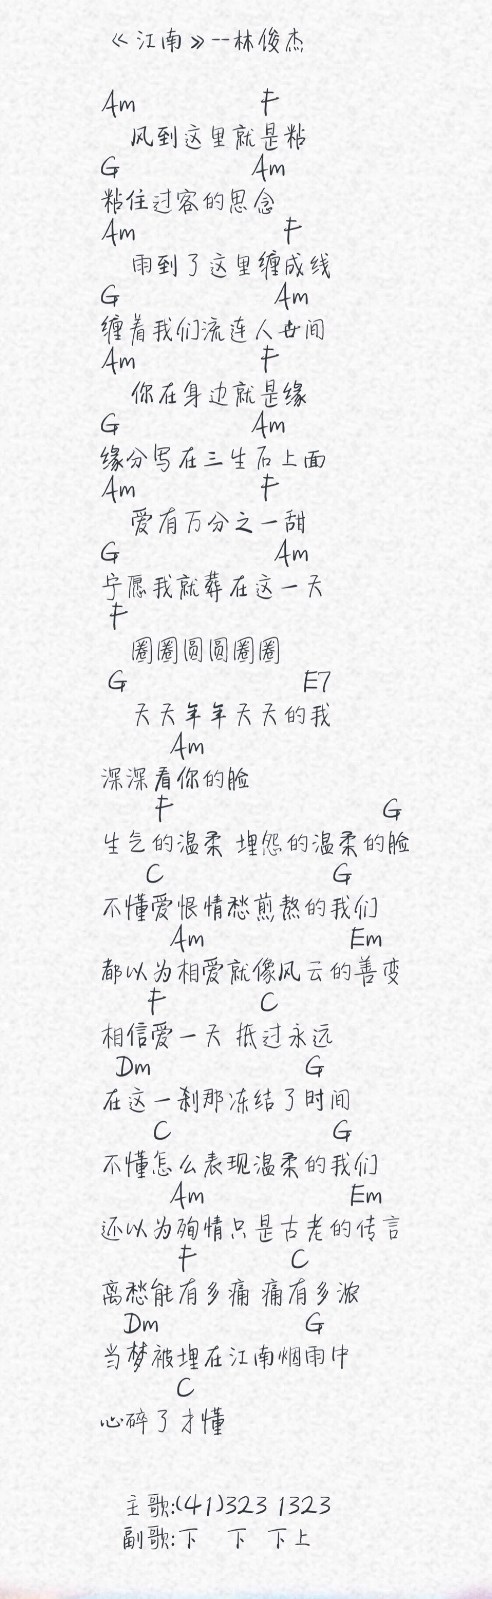 《江南》--林俊杰
Am F
风到这里就是粘
G Am
粘住过客的思念
Am F
雨到了这里缠成线
G Am
缠着我们流连人世间
Am F
你在身边就是缘
G Am
缘分写在三生石上面
Am F
爱有万分之一甜
G Am
宁愿我就葬在这一天
F
圈圈圆圆圈圈
G E7
天天年年天天的我
Am
深深看你的脸
F G
生气的温柔 埋怨的温柔的脸
C G
不懂爱恨情愁煎熬的我们
Am Em
都以为相爱就像风云的善变
F C
相信爱一天 抵过永远
Dm G
在这一刹那冻结了时间
C G
不懂怎么表现温柔的我们
Am Em
还以为殉情只是古老的传言
F C
离愁能有多痛 痛有多浓
Dm G
当梦被埋在江南烟雨中
C
心碎了才懂
主歌:(41)323 1323
副歌:下 下 下上